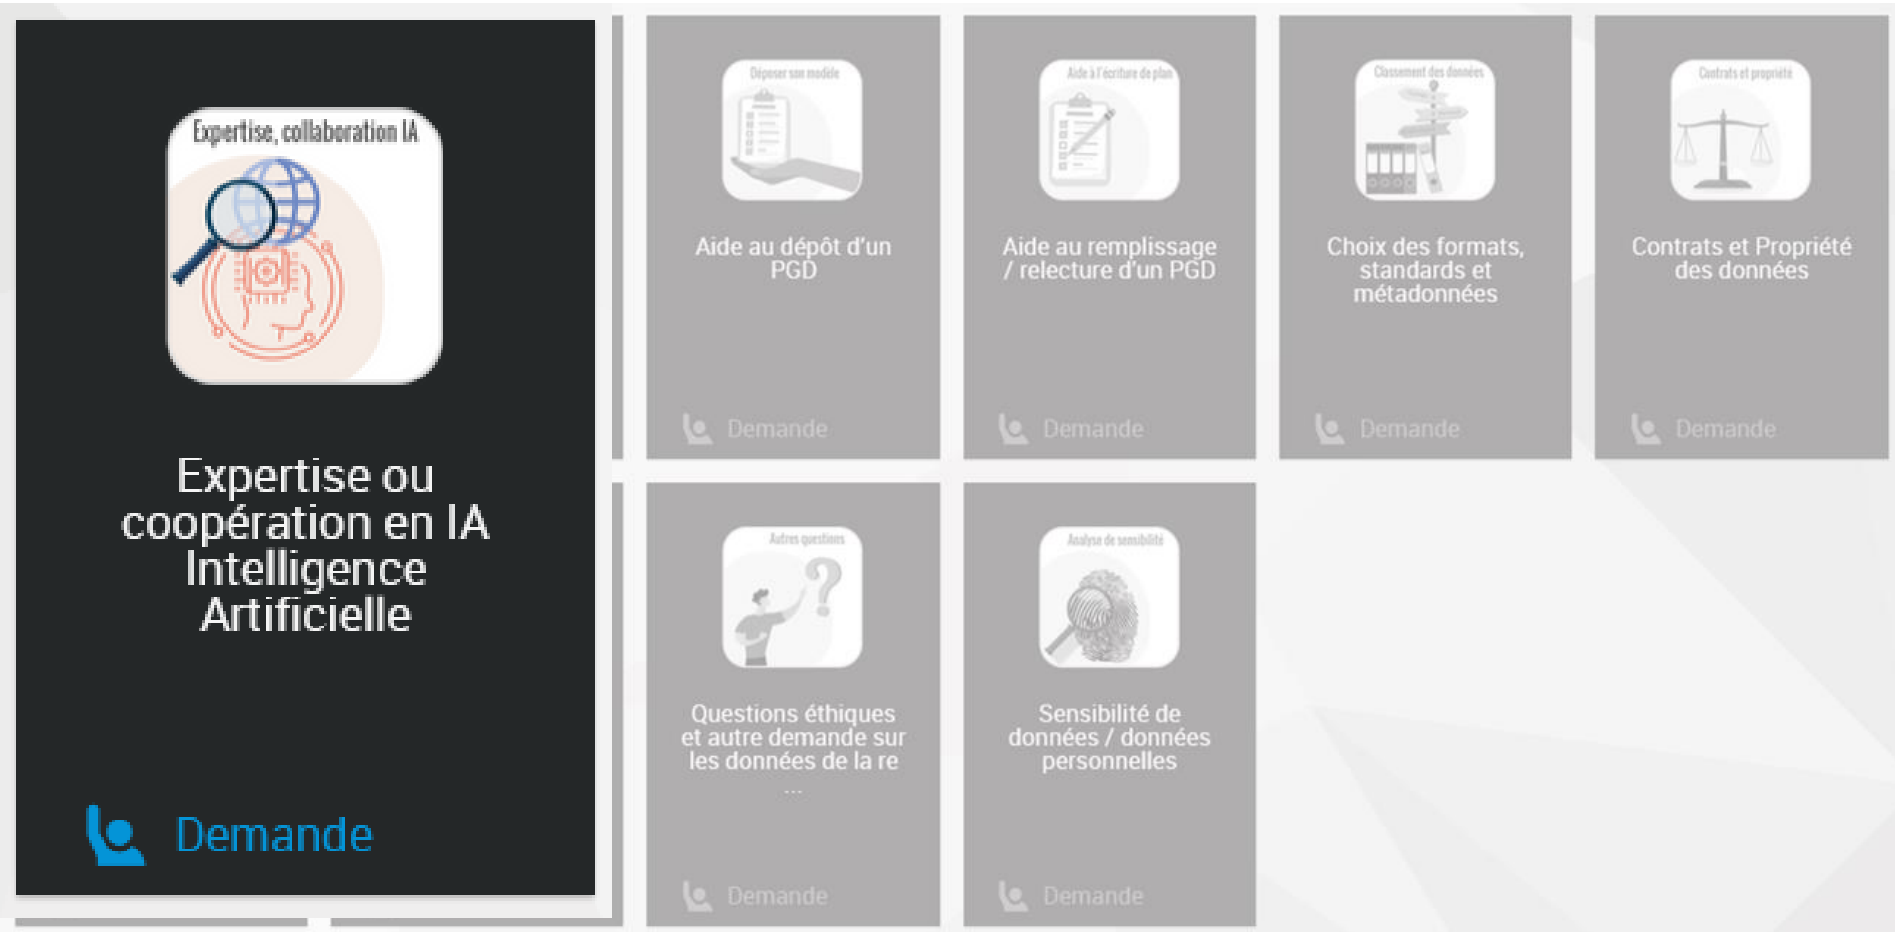 Expertise, collaboration IA
Expertise ou
coopération en IA
Intelligence
Artificielle
Demande
Déposer son modèle
Aide au dépôt d'un
PGD
Demande
Aide à l'écriture de plan
Aide au remplissage
/ relecture d'un PGD
Demande
Classement des données
Choix des formats,
standards et
métadonnées
Demande
Contrats et propriété
Contrats et Propriété
des données
Demande
Autres questions
Questions éthiques
et autre demande sur
les données de la re
...
Demande
Analyse de sensibilité
Sensibilité de
données / données
personnelles
Demande